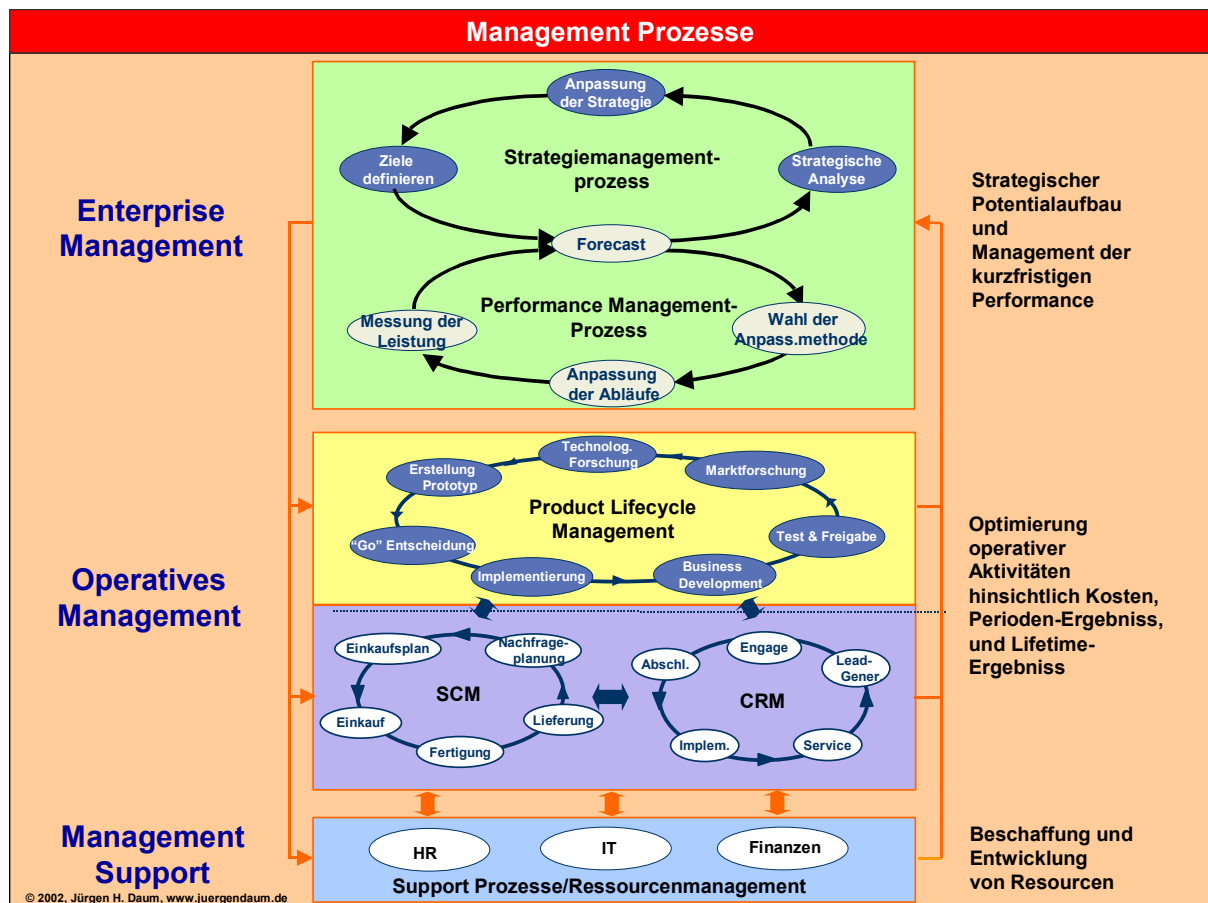 Management Prozesse
Anpassung
der Strategie
Ziele
definieren
Strategiemanagement-
prozess
Strategische
Analyse
Enterprise
Management
Forecast
Strategischer
Potentialaufbau
und
Management der
kurzfristigen
Performance
Performance Management-
Prozess
Messung der
Leistung
Wahl der
Anpass.methode
Anpassung
der Abläufe
Technolog.
Forschung
Erstellung
Prototyp
Marktforschung
Product Lifecycle
Management
"Go" Entscheidung
Test & Freigabe
Implementierung
Business
Development
Operatives
Management
Optimierung
operativer
Aktivitäten
hinsichtlich Kosten,
Perioden-Ergebniss,
und Lifetime-
Ergebniss
Einkaufsplan
Nachfrage-
planung
SCM
Einkauf
Lieferung
Fertigung
Engage
Abschl.
Lead-
Gener.
CRM
Implem.
Service
Management
Support
HR
IT
Finanzen
Support Prozesse/Ressourcenmanagement
Beschaffung und
Entwicklung
von Resourcen
© 2002, Jürgen H. Daum, www.juergendaum.de